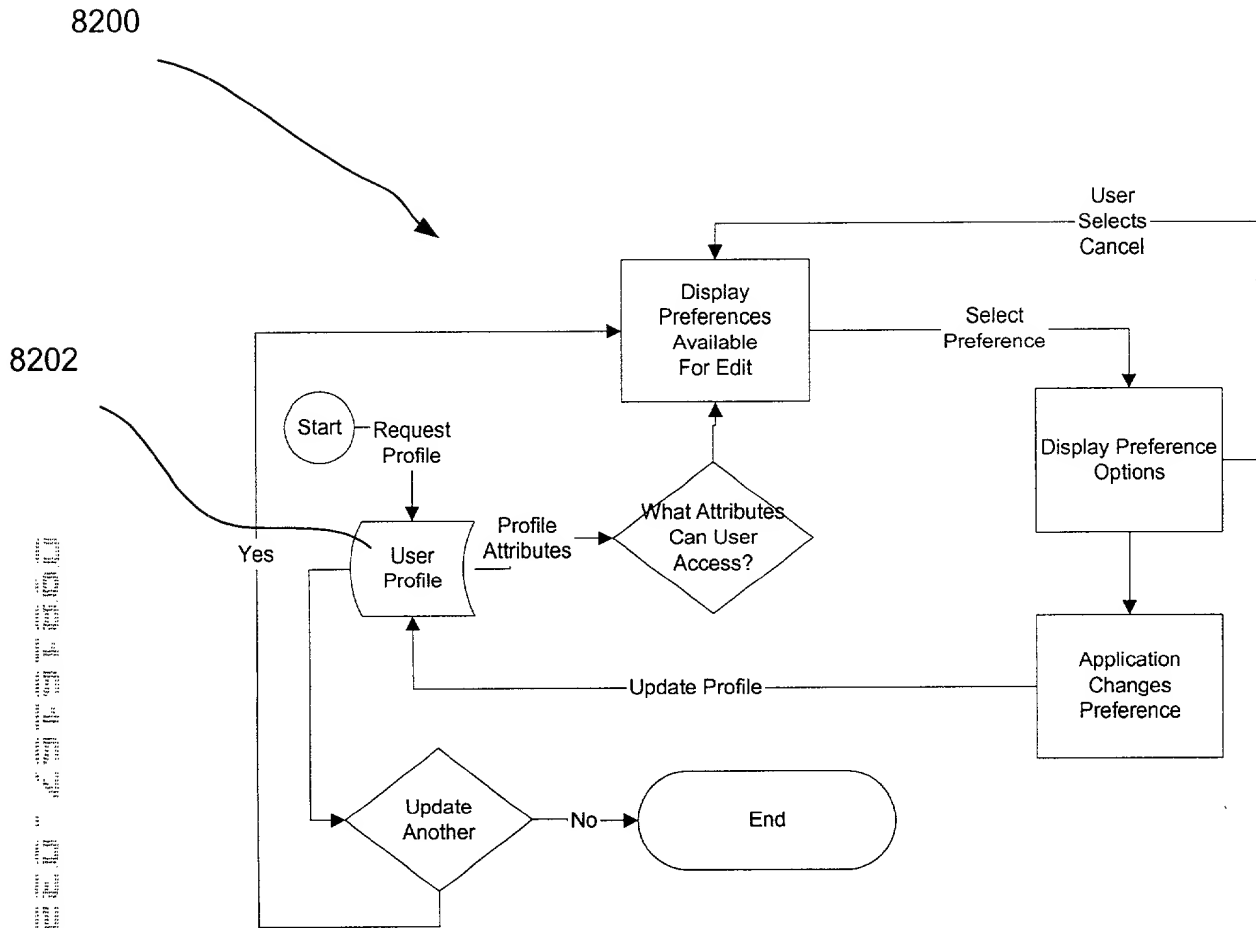 8200
User
Selects
Cancel
Display
Preferences
Available
For Edit
Select
Preference
8202
Start
Request
Profile
Display Preference
Options
What Attributes
Can User
Access?
Profile
Attributes
Yes
User
Profile
Application
Changes
Preference
Update Profile
Update
Another
No
End